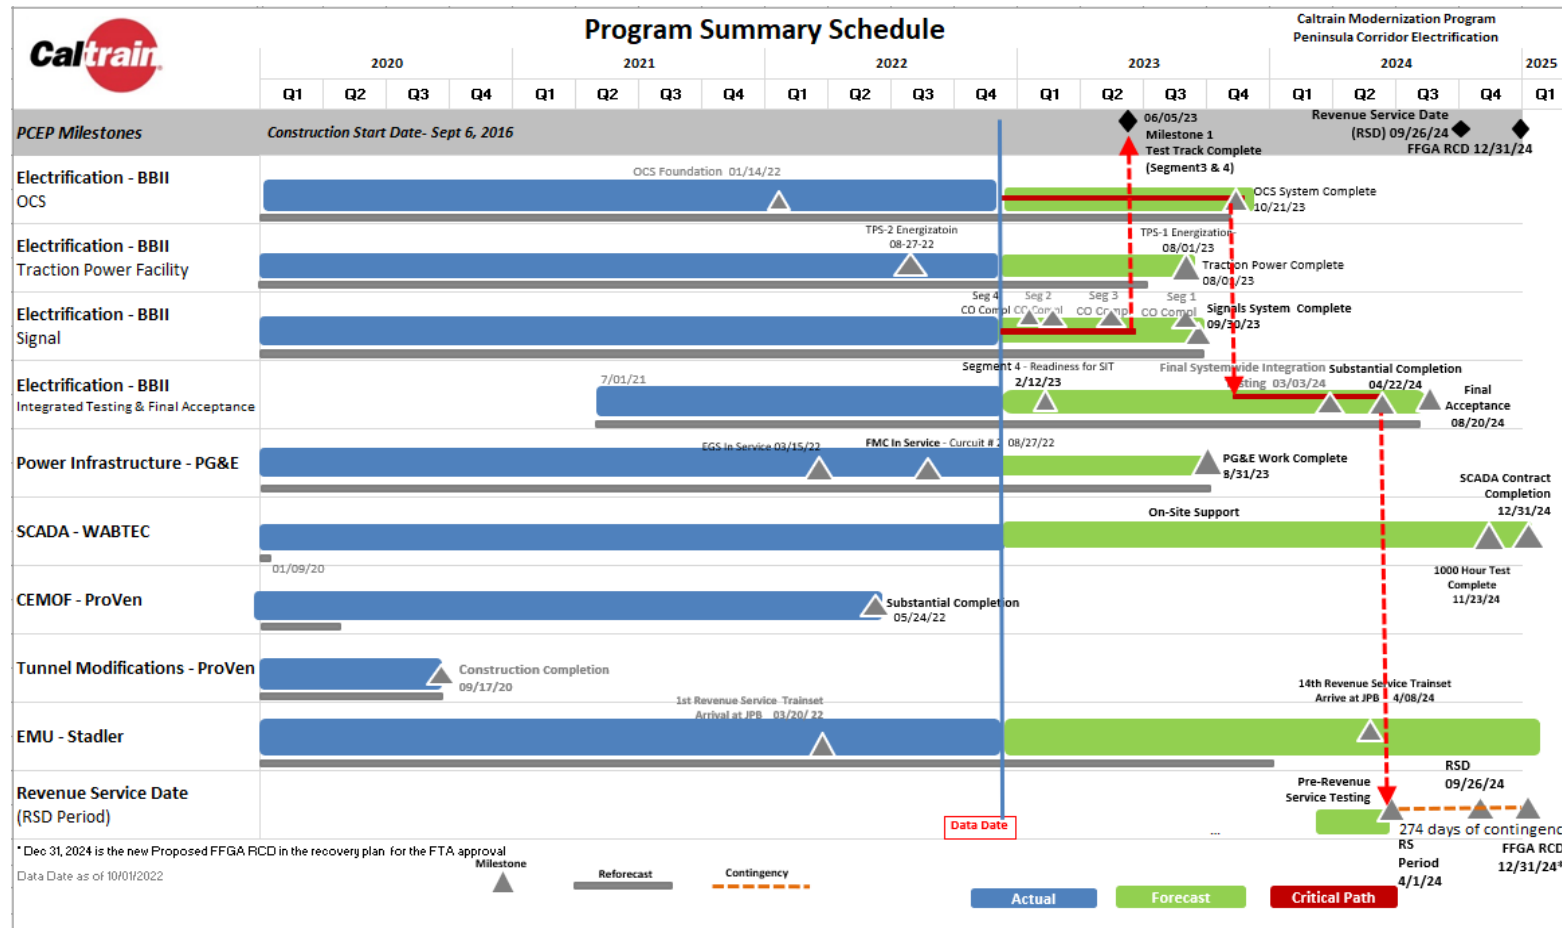 Caltrain
Program Summary Schedule
Caltrain Modernization Program
Peninsula Corridor Electrification
2020 2021 2022 2023 2024 2025
Q1 Q2 Q3 Q4 Q1 Q2 Q3 Q4 Q1 Q2 Q3 Q4 Q1 Q2 Q3 Q4 Q1 Q2 Q3 Q4 Q1
PCEP Milestones
Construction Start Date- Sept 6, 2016
06/05/23
Milestone 1
Test Track Complete
(Segment3 & 4)
Revenue Service Date
(RSD) 09/26/24
FFGA RCD 12/31/24
Electrification - BBII
OCS
OCS Foundation 01/14/22
OCS System Complete
10/21/23
Electrification - BBII
Traction Power Facility
TPS-2 Energizatoin
08-27-22
TPS-1 Energization-
08/01/23
Traction Power Complete
08/01/23
Electrification - BBII
Signal
Seg 4
CO Compl
Seg 2
CO Compl
Seg 3
CO Comp
Seg 1
CO Compl
Signals System Complete
09/30/23
Electrification - BBII
Integrated Testing & Final Acceptance
7/01/21
Segment 4 - Readiness for SIT
2/12/23
Final Systemwide Integration
Testing 03/03/24
Substantial Completion
04/22/24
Final
Acceptance
08/20/24
Power Infrastructure - PG&E
EGS In Service 03/15/22
FMC In Service - Curcuit # 2 08/27/22
PG&E Work Complete
8/31/23
SCADA - WABTEC
01/09/20
On-Site Support
SCADA Contract
Completion
12/31/24
1000 Hour Test
Complete
11/23/24
CEMOF - ProVen
Substantial Completion
05/24/22
Tunnel Modifications - ProVen
Construction Completion
09/17/20
EMU - Stadler
1st Revenue Service Trainset
Arrival at JPB 03/20/ 22
14th Revenue Service Trainset
Arrive at JPB 4/08/24
Revenue Service Date
(RSD Period)
Data Date
...
Pre-Revenue
Service Testing
RSD
09/26/24
274 days of contingenc
RS
Period
4/1/24
FFGA RCD
12/31/24*
* Dec 31, 2024 is the new Proposed FFGA RCD in the recovery plan for the FTA approval
Data Date as of 10/01/2022
Milestone
Reforecast
Contingency
Actual
Forecast
Critical Path